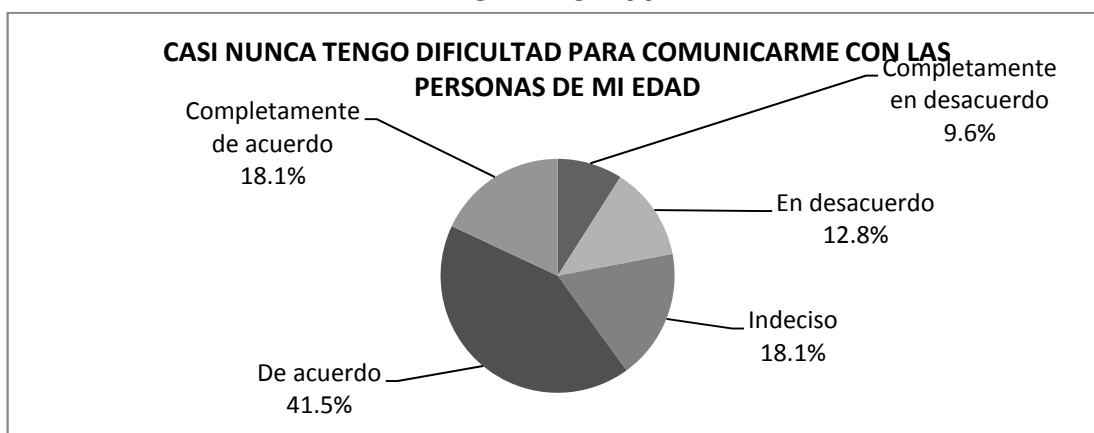 CASI NUNCA TENGO DIFICULTAD PARA COMUNICARME CON LAS
PERSONAS DE MI EDAD
Completamente
en desacuerdo
9.6%
En desacuerdo
12.8%
Indeciso
18.1%
De acuerdo
41.5%
Completamente
de acuerdo
18.1%